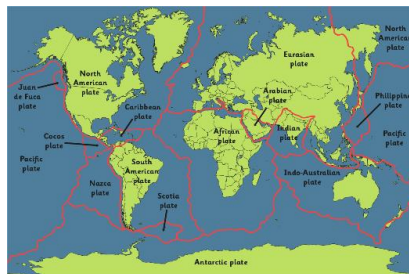 North
American
plate
Eurasian
plate
Juan
de Fuca
plate
North
American
plate
Caribbean
plate
Arabian
plate
Philippine
plate
Cocos
plate
African
plate
Indian
plate
Pacific
plate
Pacific
plate
South
American
plate
Nazca
plate
Scotia
plate
Indo-Australian
plate
Antarctic plate